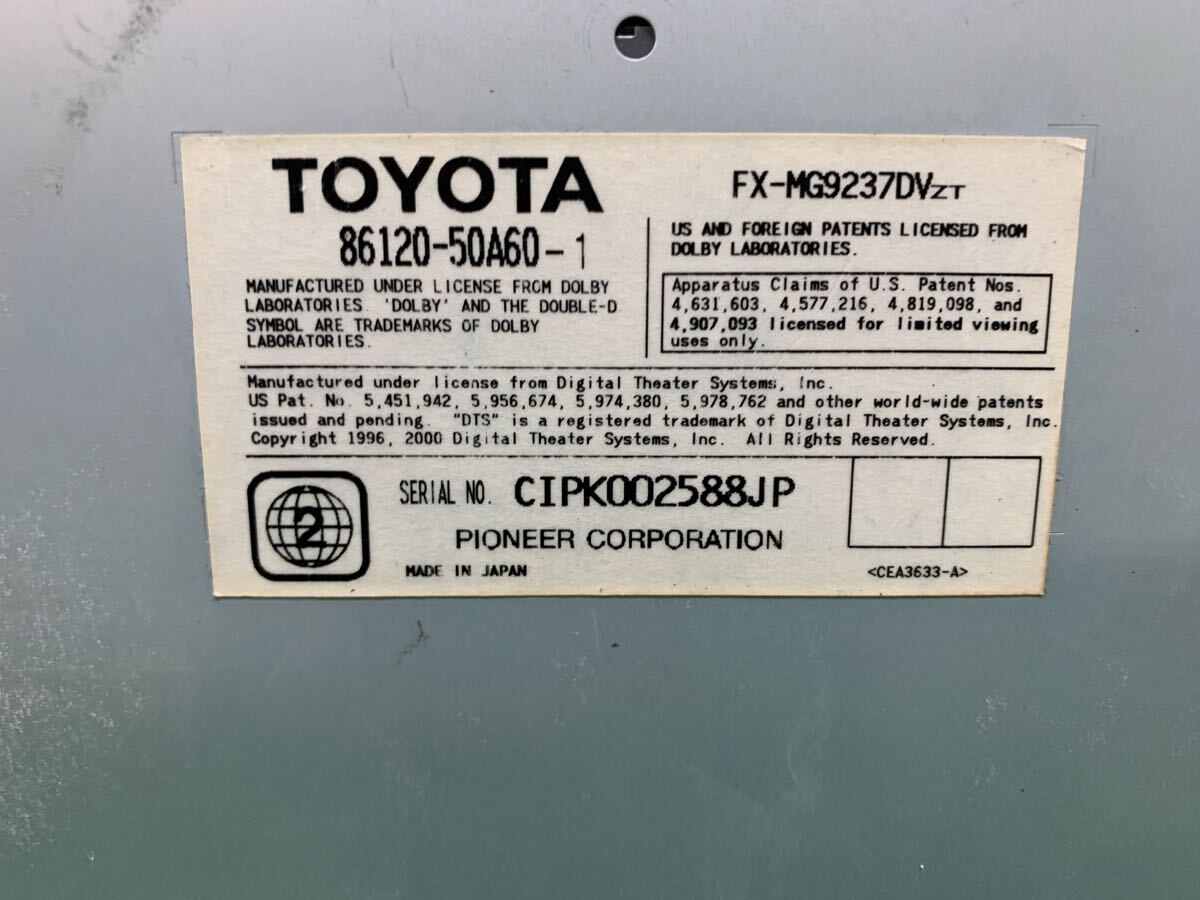 TOYOTA
86120-50A60-1
MANUFACTURED UNDER LICENSE FROM DOLBY
LABORATORIES. 'DOLBY' AND THE DOUBLE-D
SYMBOL ARE TRADEMARKS OF DOLBY
LABORATORIES.
FX-MG9237DVZT
US AND FOREIGN PATENTS LICENSED FROM
DOLBY LABORATORIES.
Apparatus Claims of U.S. Patent Nos.
4,631,603, 4,577,216, 4,819,098, and
4,907,093 licensed for limited viewing
uses only.
Manufactured under license from Digital Theater Systems, Inc.
US Pat. No. 5,451,942, 5,956,674, 5,974,380, 5,978,762 and other world-wide patents
issued and pending. "DTS" is a registered trademark of Digital Theater Systems, Inc.
Copyright 1996, 2000 Digital Theater Systems, Inc. All Rights Reserved.
2
SERIAL NO. CIPK002588JP
PIONEER CORPORATION
MADE IN JAPAN
<CEA3633-A>